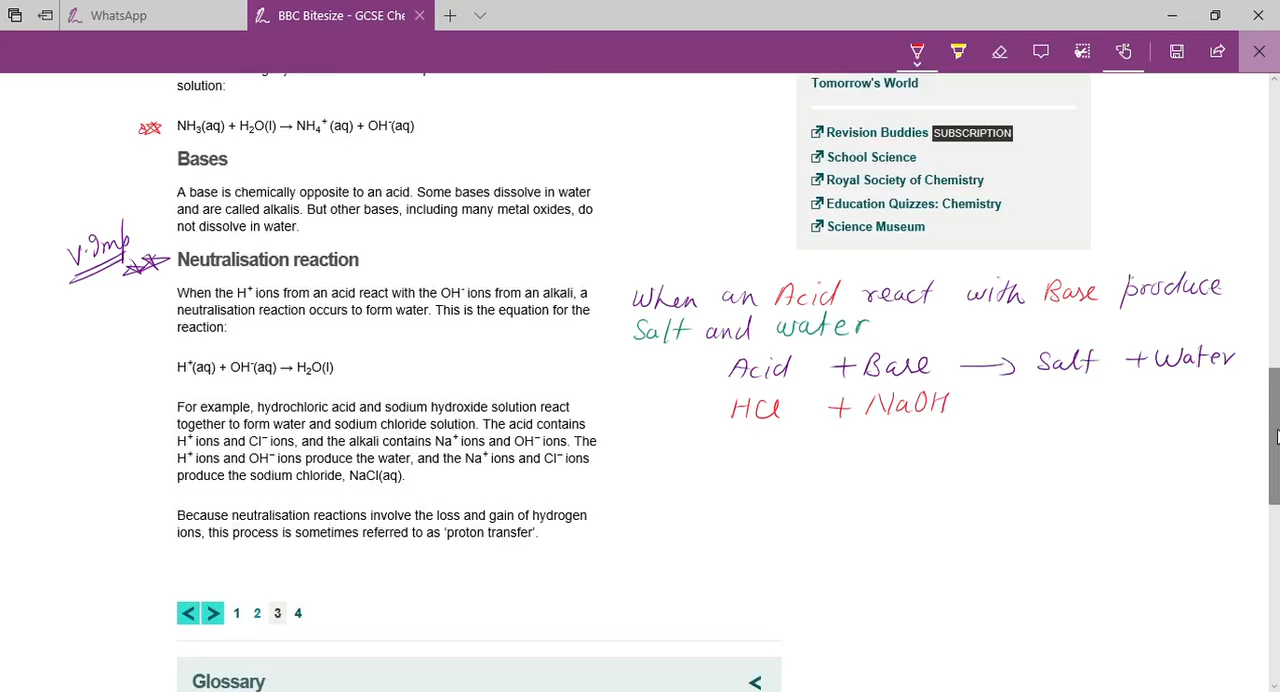 WhatsApp
BBC Bitesize - GCSE Che
solution:
NH₃(aq) + H₂O(l) → NH₄⁺ (aq) + OH⁻(aq)
Bases
A base is chemically opposite to an acid. Some bases dissolve in water
and are called alkalis. But other bases, including many metal oxides, do
not dissolve in water.
V.Imp
Neutralisation reaction
When the H⁺ ions from an acid react with the OH⁻ ions from an alkali, a
neutralisation reaction occurs to form water. This is the equation for the
reaction:
H⁺(aq) + OH⁻(aq) → H₂O(l)
For example, hydrochloric acid and sodium hydroxide solution react
together to form water and sodium chloride solution. The acid contains
H⁺ ions and Cl⁻ ions, and the alkali contains Na⁺ ions and OH⁻ ions. The
H⁺ ions and OH⁻ ions produce the water, and the Na⁺ ions and Cl⁻ ions
produce the sodium chloride, NaCl(aq).
Because neutralisation reactions involve the loss and gain of hydrogen
ions, this process is sometimes referred to as ‘proton transfer’.
1 2 3 4
Glossary
Tomorrow's World
Revision Buddies SUBSCRIPTION
School Science
Royal Society of Chemistry
Education Quizzes: Chemistry
Science Museum
When an Acid react with Base produce
Salt and water
Acid + Base → Salt + Water
HCl + NaOH